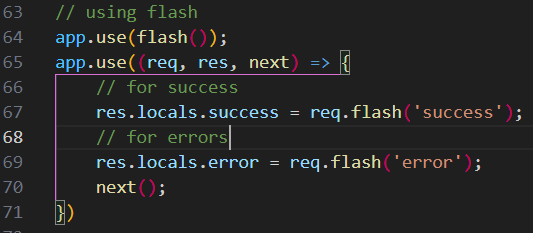 63 // using flash
64 app.use(flash());
65 app.use((req, res, next) => {
66     // for success
67     res.locals.success = req.flash('success');
68     // for errors
69     res.locals.error = req.flash('error');
70     next();
71 })